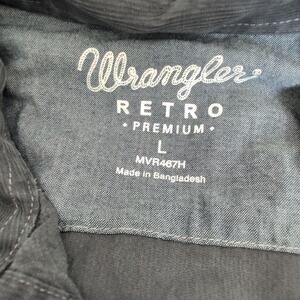 Wrangler
RETRO
• PREMIUM •
L
MVR467H
Made in Bangladesh